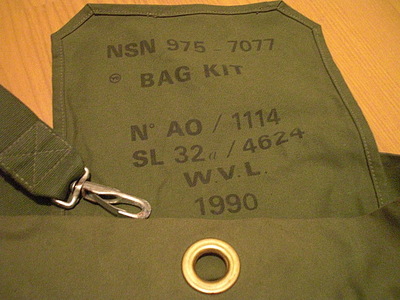 NSN 975-7077
® BAG KIT
N° AO / 1114
SL 32a / 4624
W.V.L.
1990